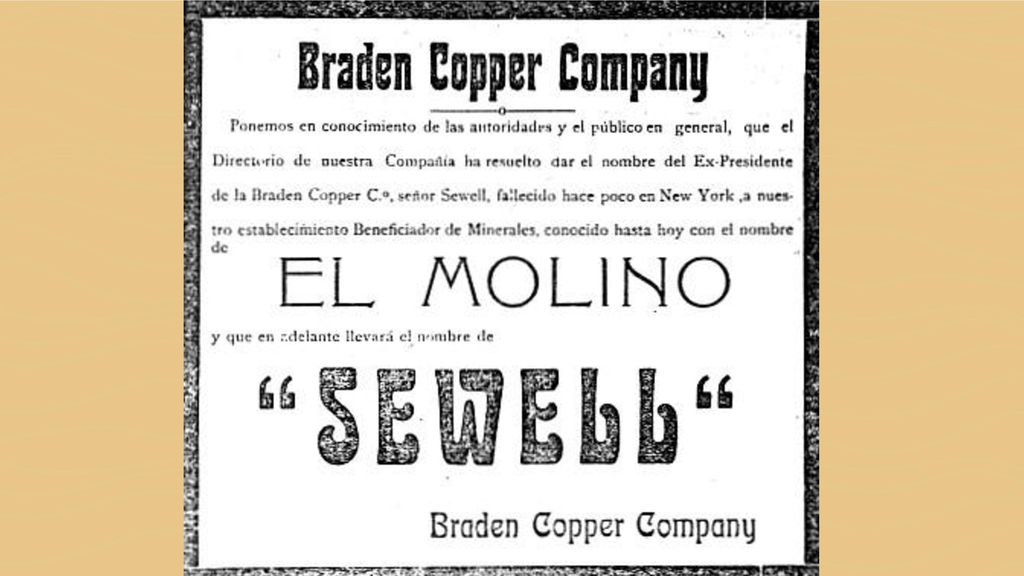 Braden Copper Company
Ponemos en conocimiento de las autoridades y el público en general, que el
Directorio de nuestra Compañía ha resuelto dar el nombre del Ex-Presidente
de la Braden Copper C.º, señor Sewell, fallecido hace poco en New York ,a nues-
tro establecimiento Beneficiador de Minerales, conocido hasta hoy con el nombre
de
EL MOLINO
y que en adelante llevará el nombre de
“SEWELL“
Braden Copper Company